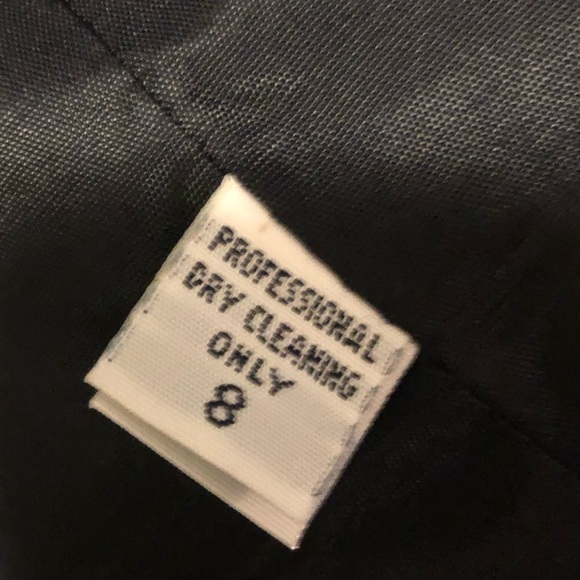 PROFESSIONAL
DRY CLEANING
ONLY
8